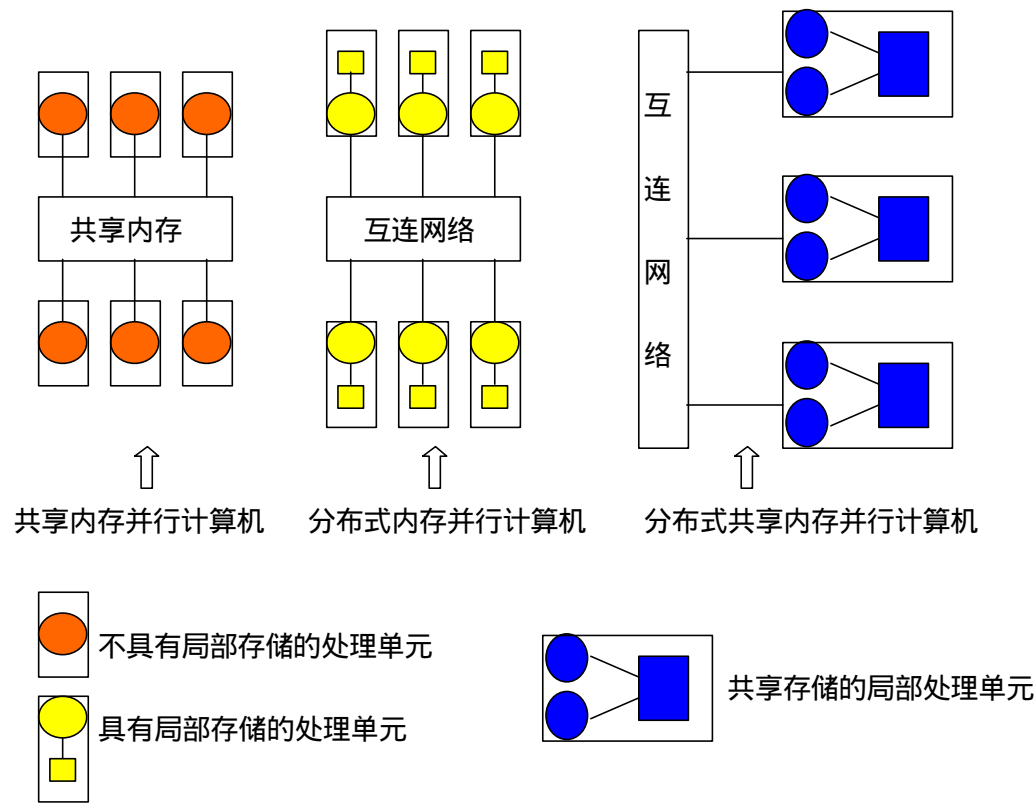 共享内存
互连网络
互
连
网
络
共享内存并行计算机
分布式内存并行计算机
分布式共享内存并行计算机
不具有局部存储的处理单元
具有局部存储的处理单元
共享存储的局部处理单元